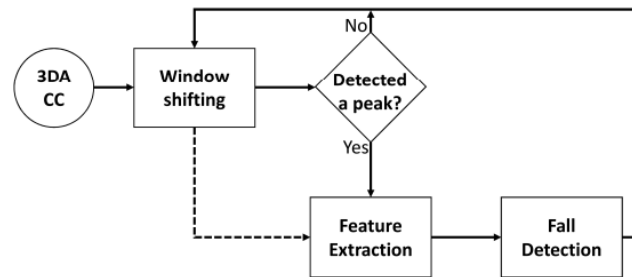 No
3DA
CC
Window
shifting
Detected
a peak?
Yes
Feature
Extraction
Fall
Detection